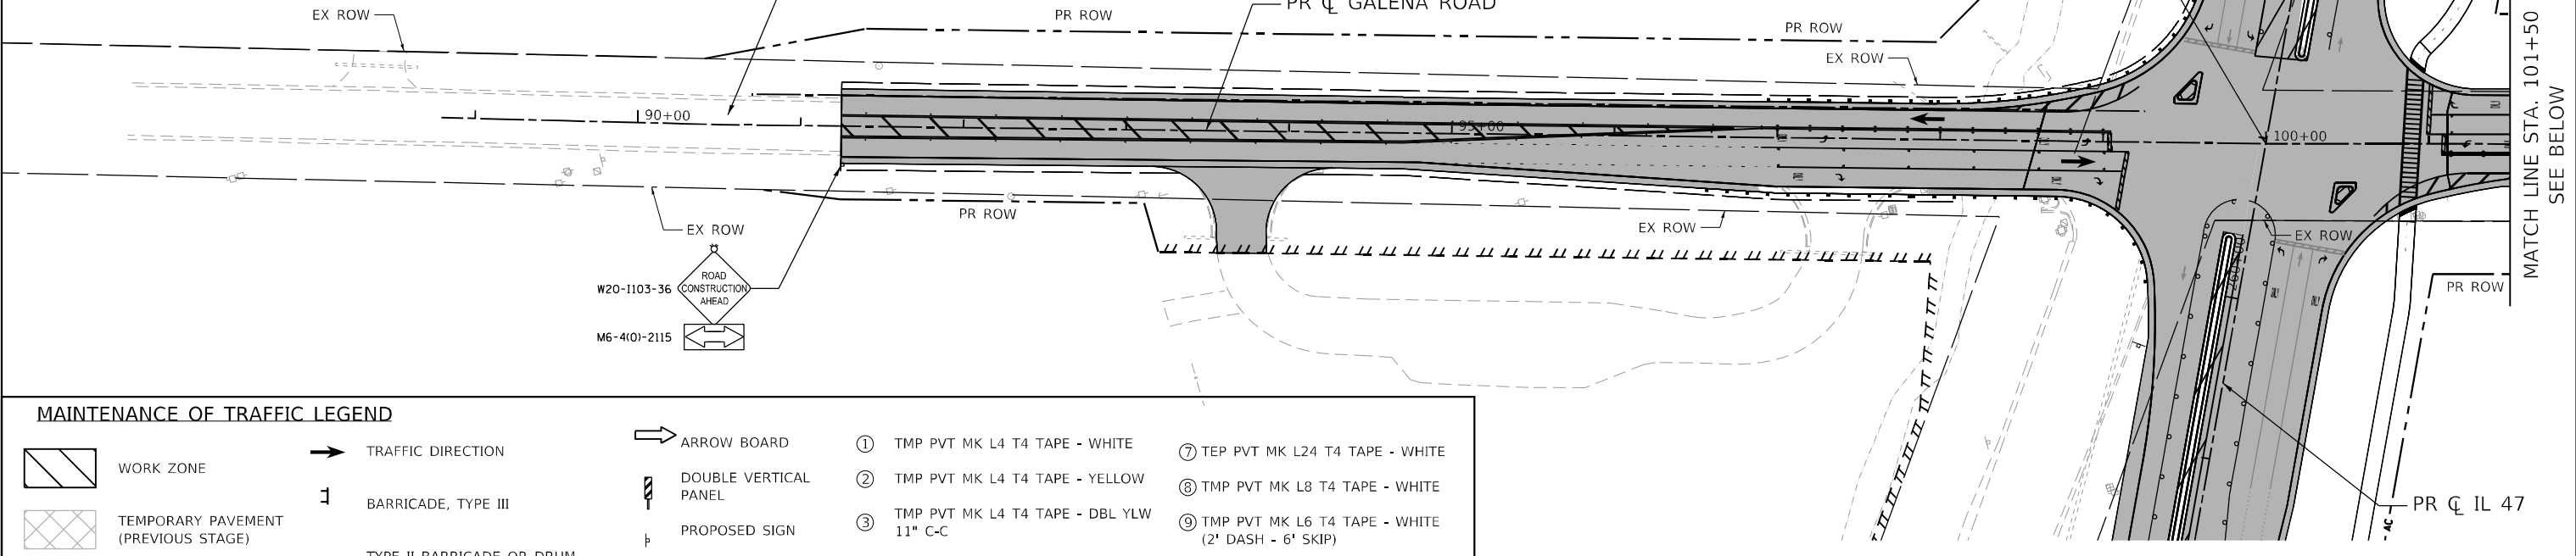 EX ROW
PR ROW
PR ℄ GALENA ROAD
PR ROW
EX ROW
MATCH LINE STA. 101+50
SEE BELOW
90+00
95+00
100+00
EX ROW
PR ROW
EX ROW
EX ROW
PR ROW
W20-I103-36
ROAD
CONSTRUCTION
AHEAD
M6-4(O)-2115
PR ℄ IL 47
AC
MAINTENANCE OF TRAFFIC LEGEND
WORK ZONE
TEMPORARY PAVEMENT
(PREVIOUS STAGE)
TRAFFIC DIRECTION
BARRICADE, TYPE III
TYPE II BARRICADE OR DRUM
ARROW BOARD
DOUBLE VERTICAL
PANEL
PROPOSED SIGN
1 TMP PVT MK L4 T4 TAPE - WHITE
2 TMP PVT MK L4 T4 TAPE - YELLOW
3 TMP PVT MK L4 T4 TAPE - DBL YLW
11" C-C
7 TEP PVT MK L24 T4 TAPE - WHITE
8 TMP PVT MK L8 T4 TAPE - WHITE
9 TMP PVT MK L6 T4 TAPE - WHITE
(2' DASH - 6' SKIP)